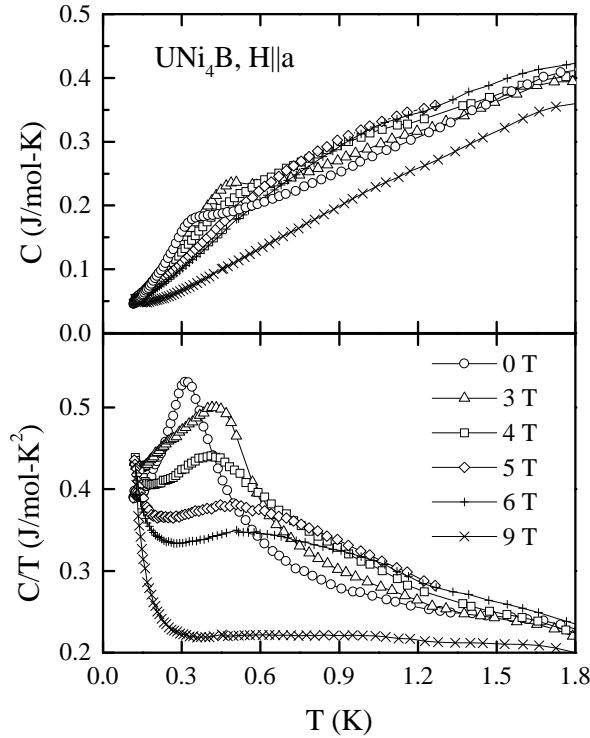 UNi₄B, H||a
C (J/mol-K)
0.5
0.4
0.3
0.2
0.1
0.0
C/T (J/mol-K²)
0.5
0.4
0.3
0.2
0 T
3 T
4 T
5 T
6 T
9 T
0.0 0.3 0.6 0.9 1.2 1.5 1.8
T (K)